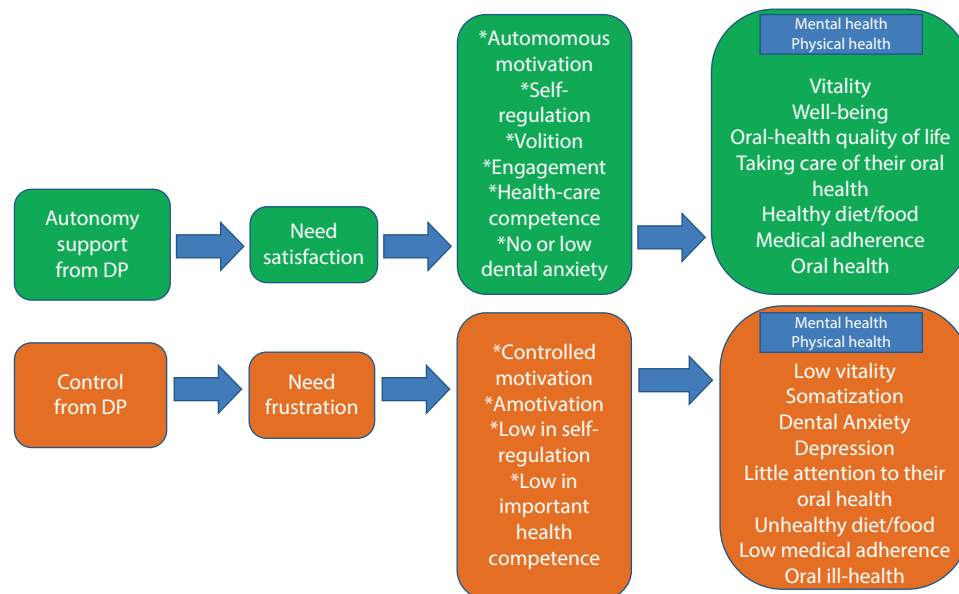 Autonomy
support
from DP
Need
satisfaction
*Automomous
motivation
*Self-
regulation
*Volition
*Engagement
*Health-care
competence
*No or low
dental anxiety
Mental health
Physical health
Vitality
Well-being
Oral-health quality of life
Taking care of their oral
health
Healthy diet/food
Medical adherence
Oral health
Control
from DP
Need
frustration
*Controlled
motivation
*Amotivation
*Low in self-
regulation
*Low in
important
health
competence
Mental health
Physical health
Low vitality
Somatization
Dental Anxiety
Depression
Little attention to their
oral health
Unhealthy diet/food
Low medical adherence
Oral ill-health